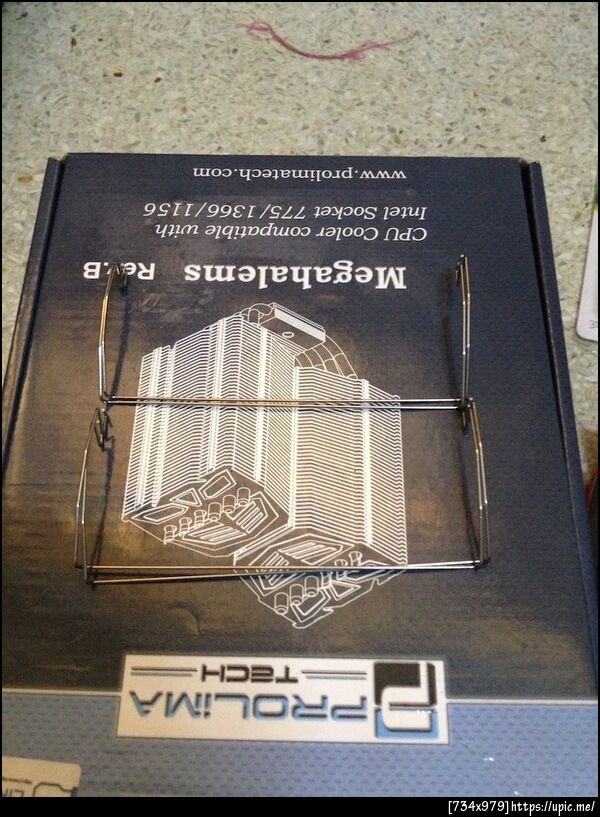 www.prolimatech.com
Intel Socket 775/1366/1156
CPU Cooler compatible with
Megahalems Rev.B
PROLiMA
TECH
[734x979]https://upic.me/